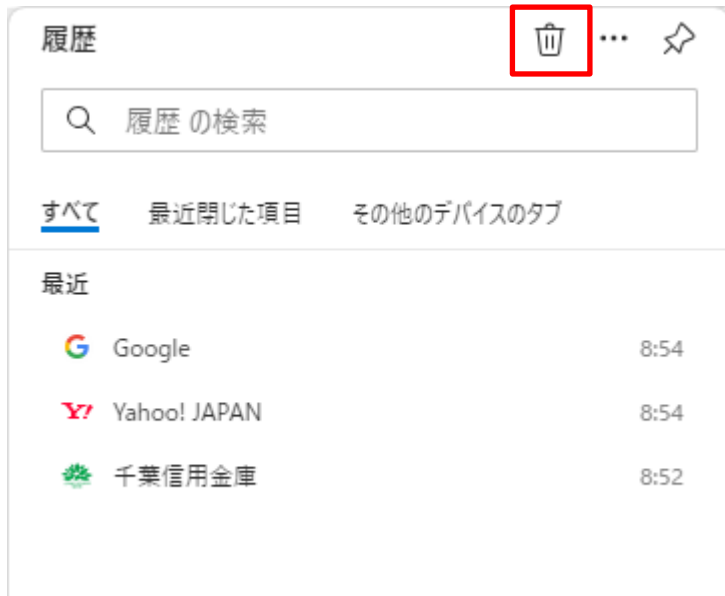 履歴
履歴 の検索
すべて 最近閉じた項目 その他のデバイスのタブ
最近
Google 8:54
Yahoo! JAPAN 8:54
千葉信用金庫 8:52